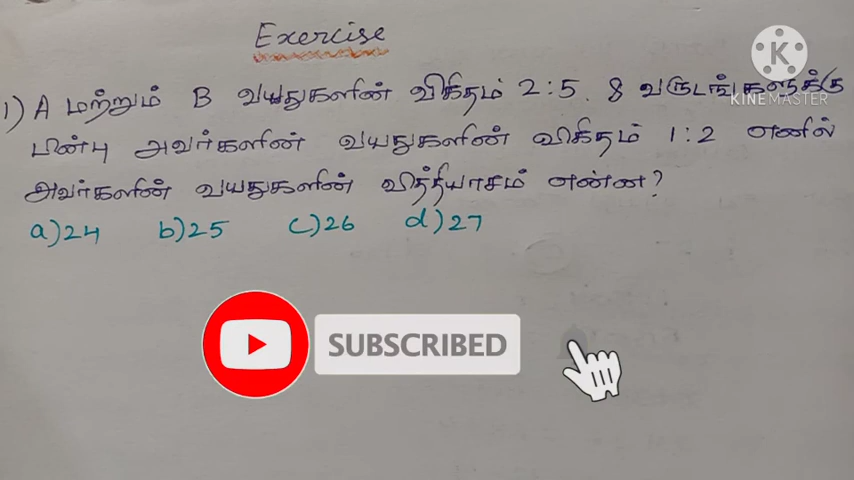 Exercise
1) A மற்றும் B வயதுகளின் விகிதம் 2:5. 8 வருடங்களுக்கு
பின்பு அவர்களின் வயதுகளின் விகிதம் 1:2 எனில்
அவர்களின் வயதுகளின் வித்தியாசம் என்ன?
a) 24 b) 25 c) 26 d) 27
K
KINEMASTER
SUBSCRIBED